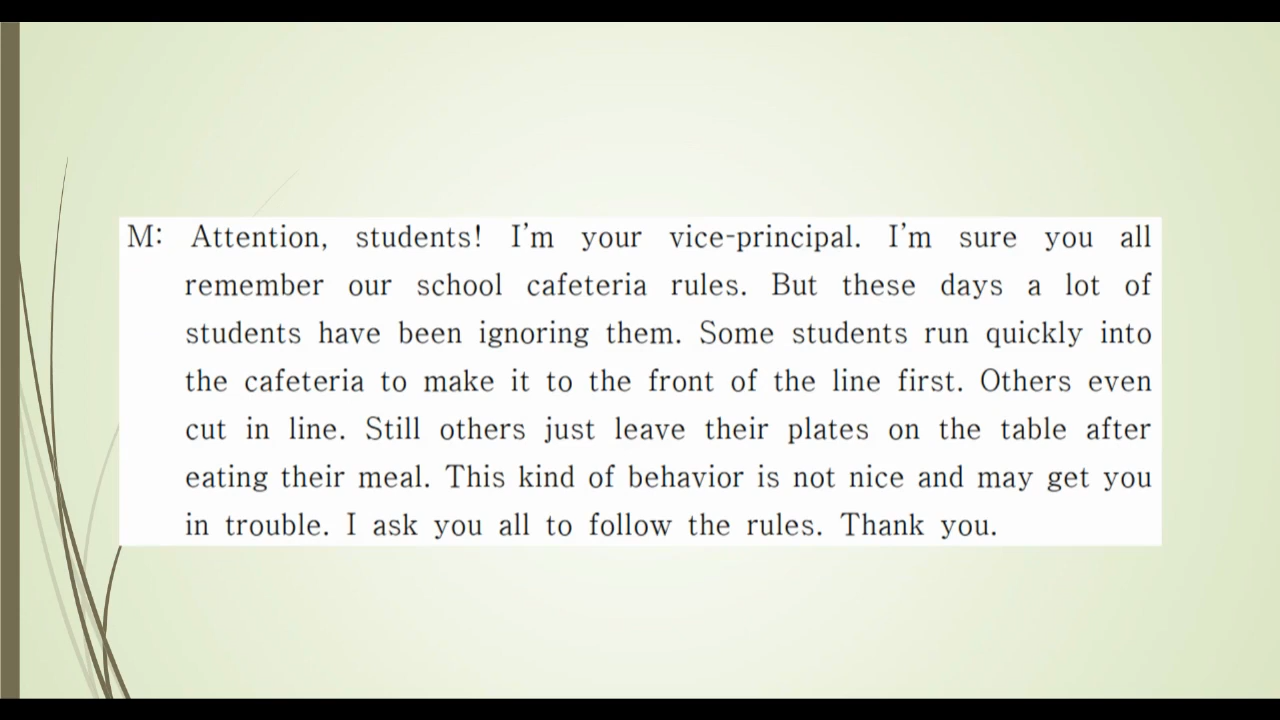 M: Attention, students! I'm your vice-principal. I'm sure you all
remember our school cafeteria rules. But these days a lot of
students have been ignoring them. Some students run quickly into
the cafeteria to make it to the front of the line first. Others even
cut in line. Still others just leave their plates on the table after
eating their meal. This kind of behavior is not nice and may get you
in trouble. I ask you all to follow the rules. Thank you.